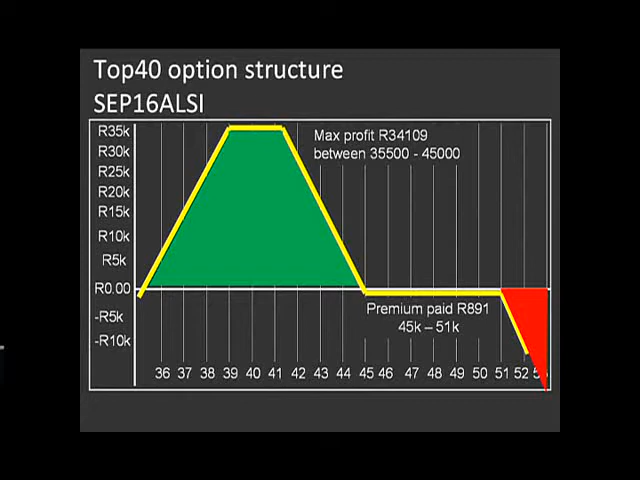 Top40 option structure
SEP16ALSI
R35k
R30k
R25k
R20k
R15k
R10k
R5k
R0.00
-R5k
-R10k
Max profit R34109
between 35500 - 45000
Premium paid R891
45k – 51k
36 37 38 39 40 41 42 43 44 45 46 47 48 49 50 51 52